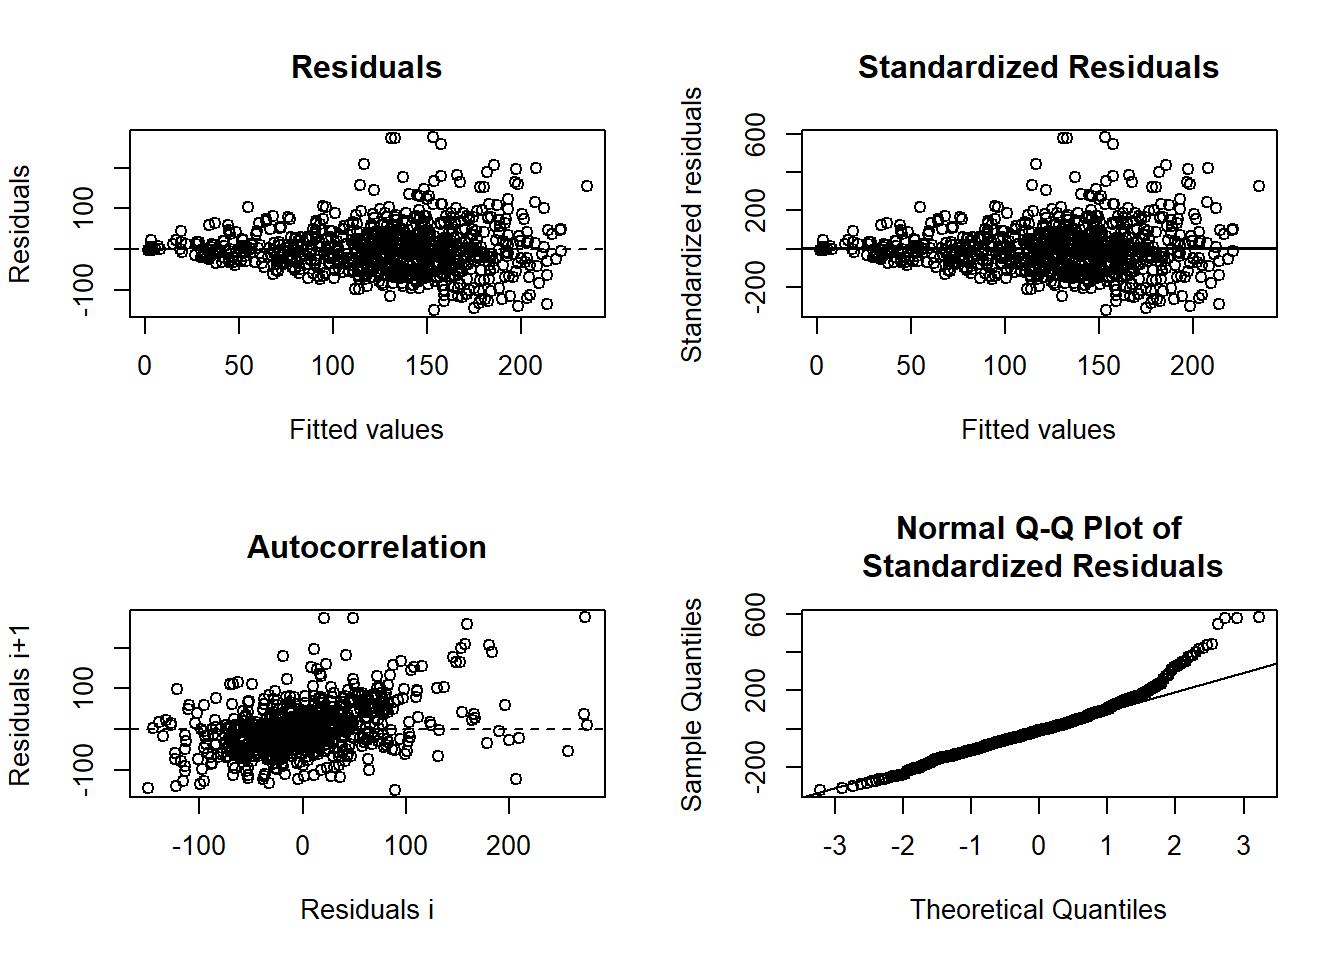 Residuals
Residuals
100
-100
0 50 100 150 200
Fitted values
Standardized Residuals
Standardized residuals
600
200
-200
0 50 100 150 200
Fitted values
Autocorrelation
Residuals i+1
100
-100
-100 0 100 200
Residuals i
Normal Q-Q Plot of
Standardized Residuals
Sample Quantiles
600
200
-200
-3 -2 -1 0 1 2 3
Theoretical Quantiles